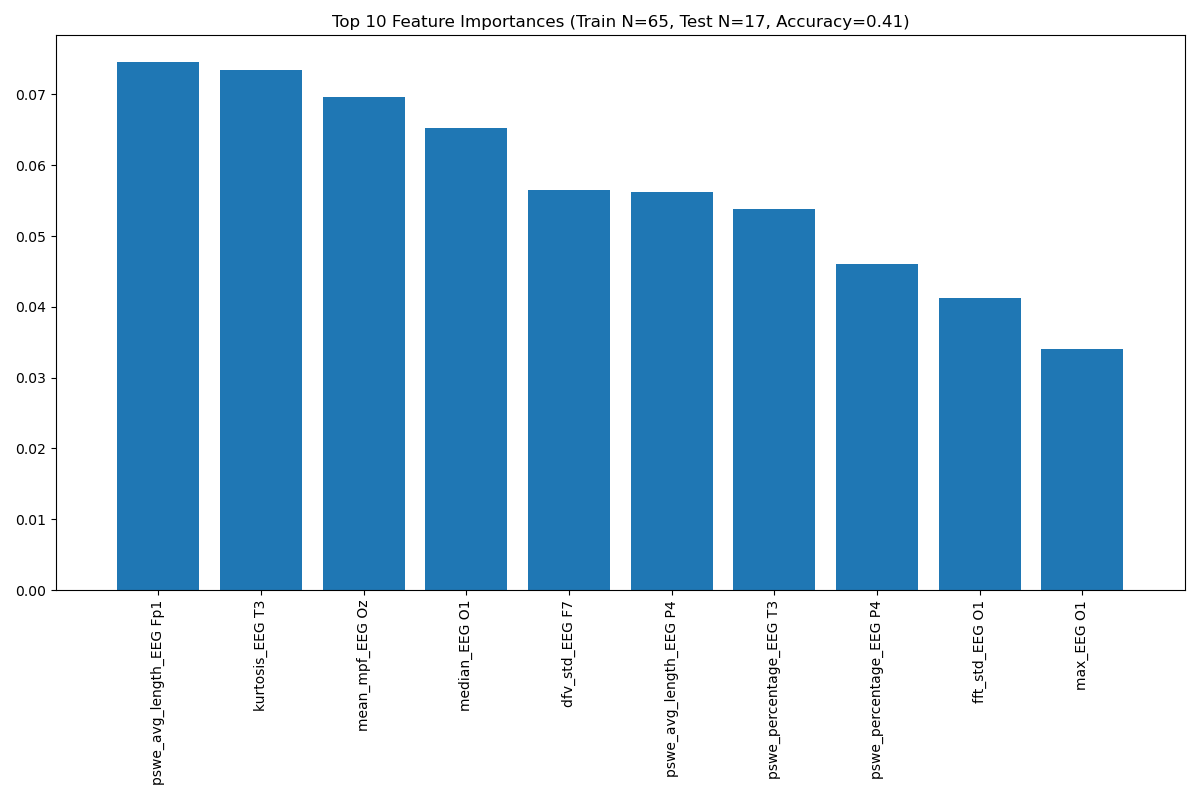 Top 10 Feature Importances (Train N=65, Test N=17, Accuracy=0.41)
0.07
0.06
0.05
0.04
0.03
0.02
0.01
0.00
pswe_avg_length_EEG Fp1
kurtosis_EEG T3
mean_mpf_EEG Oz
median_EEG O1
dfv_std_EEG F7
pswe_avg_length_EEG P4
pswe_percentage_EEG T3
pswe_percentage_EEG P4
fft_std_EEG O1
max_EEG O1